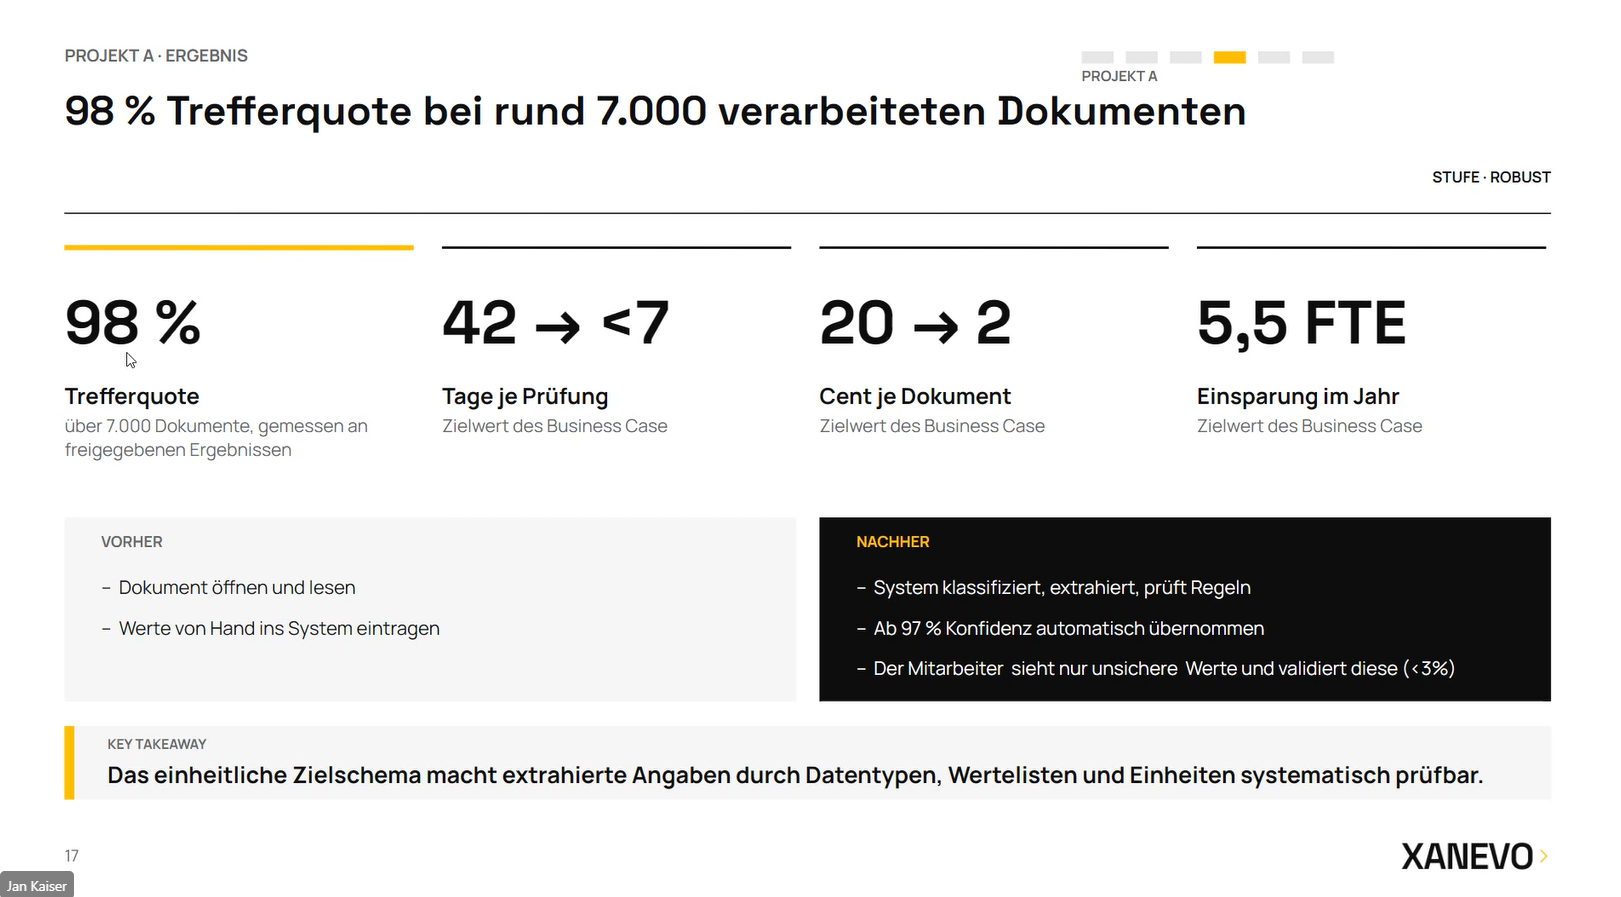 PROJEKT A · ERGEBNIS
PROJEKT A
98 % Trefferquote bei rund 7.000 verarbeiteten Dokumenten
STUFE · ROBUST
98 %
Trefferquote
über 7.000 Dokumente, gemessen an
freigegebenen Ergebnissen
42 → <7
Tage je Prüfung
Zielwert des Business Case
20 → 2
Cent je Dokument
Zielwert des Business Case
5,5 FTE
Einsparung im Jahr
Zielwert des Business Case
VORHER
– Dokument öffnen und lesen
– Werte von Hand ins System eintragen
NACHHER
– System klassifiziert, extrahiert, prüft Regeln
– Ab 97 % Konfidenz automatisch übernommen
– Der Mitarbeiter sieht nur unsichere Werte und validiert diese (<3%)
KEY TAKEAWAY
Das einheitliche Zielschema macht extrahierte Angaben durch Datentypen, Wertelisten und Einheiten systematisch prüfbar.
17
XANEVO
Jan Kaiser